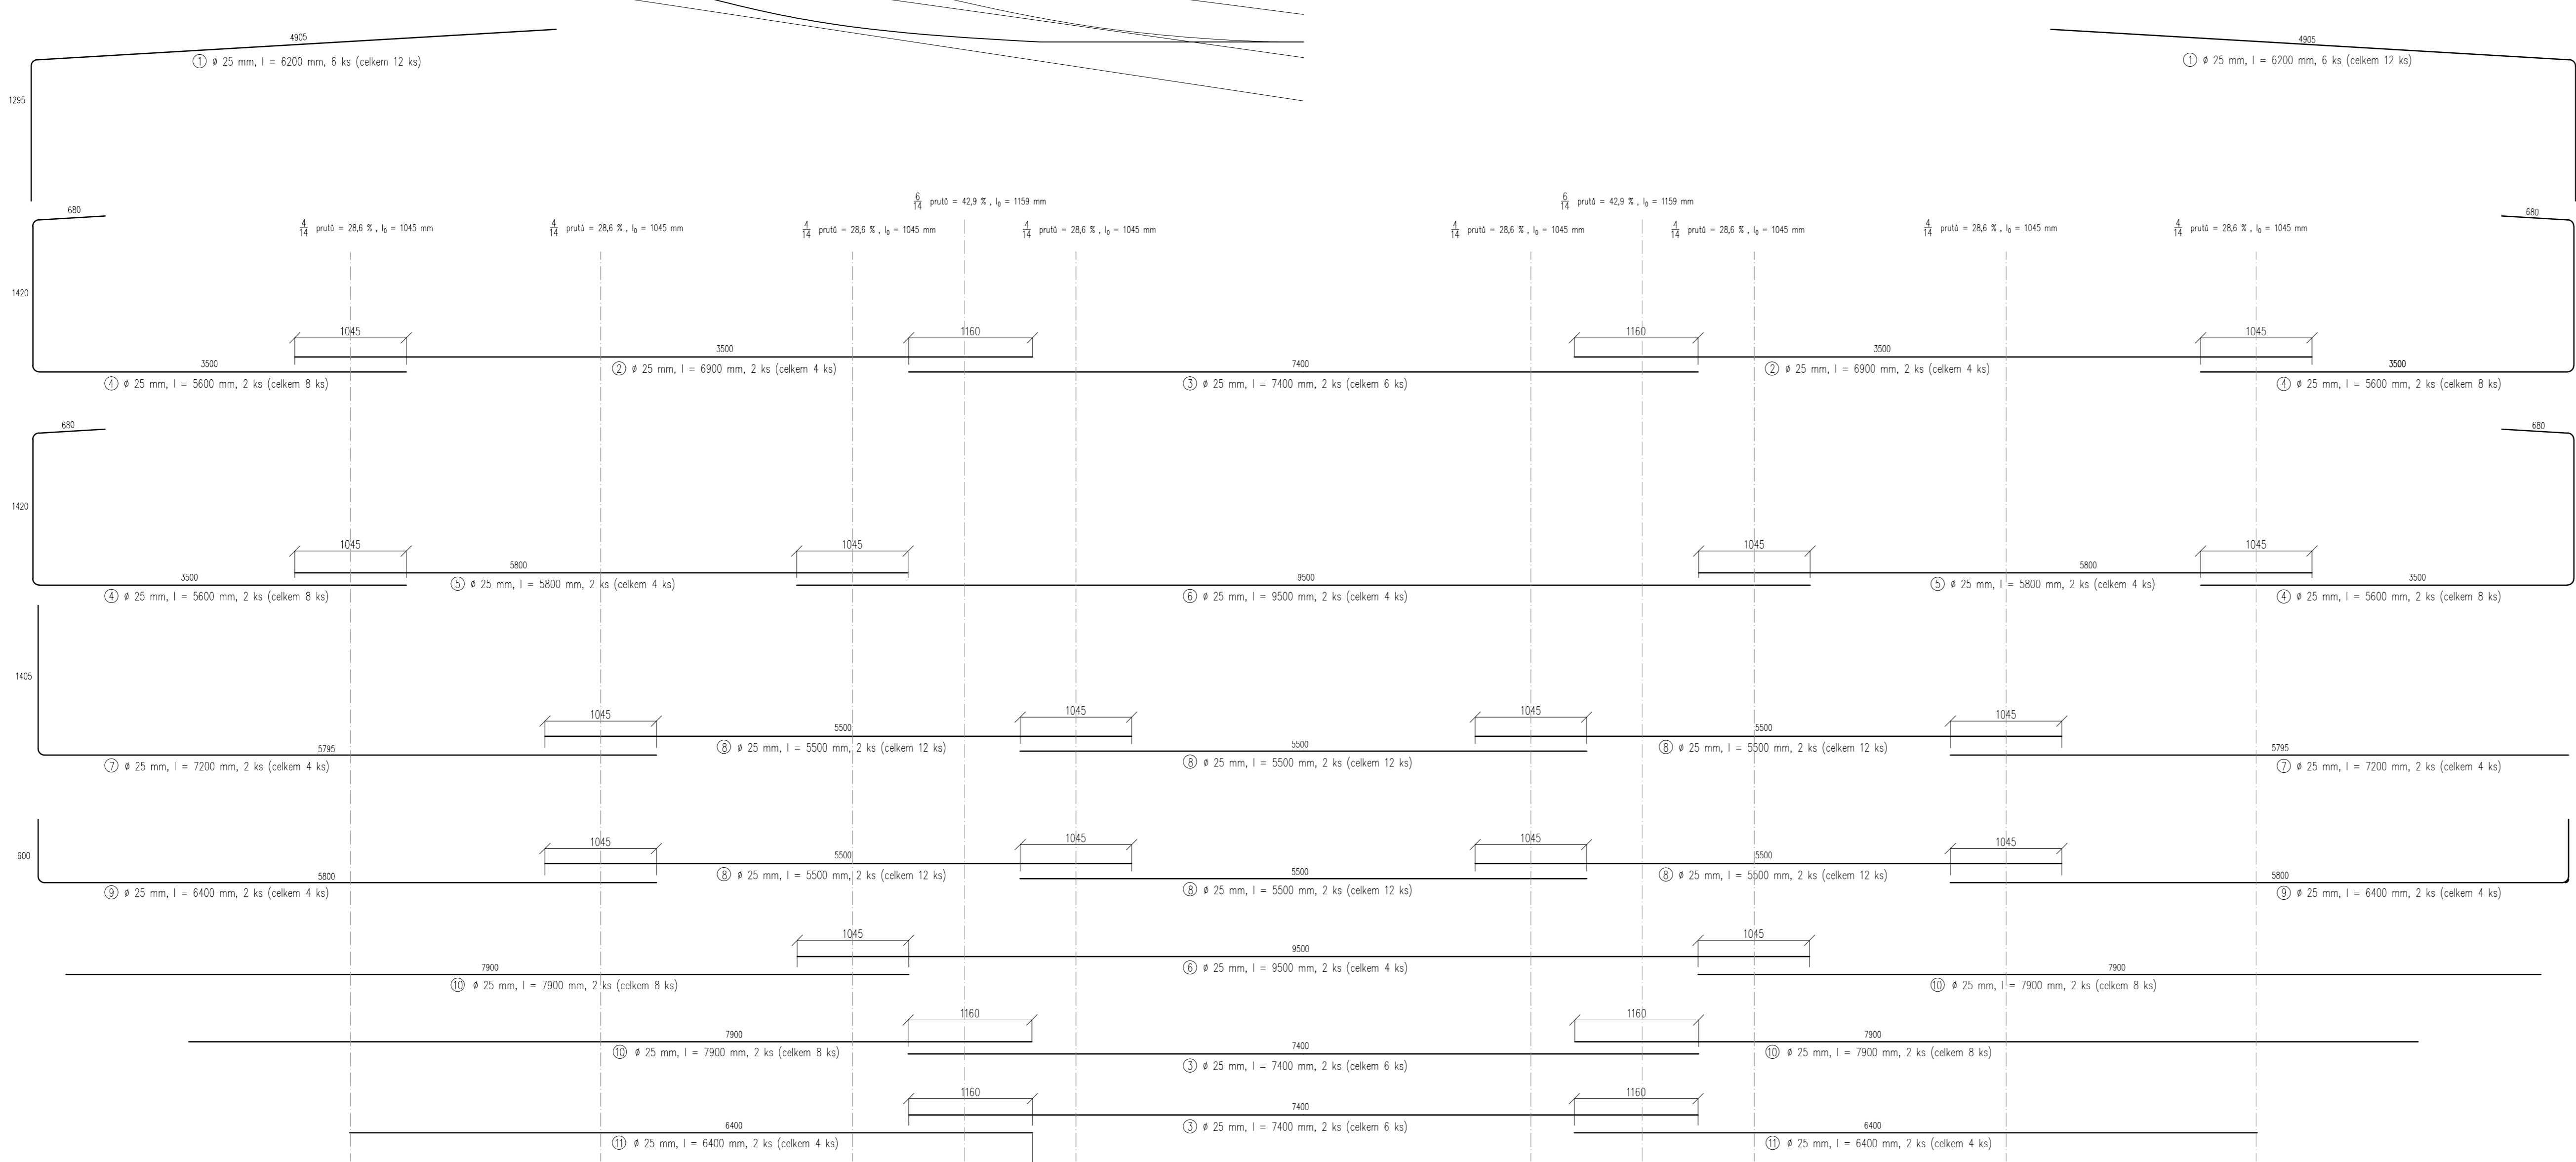 4905
① ø 25 mm, l = 6200 mm, 6 ks (celkem 12 ks)
4905
① ø 25 mm, l = 6200 mm, 6 ks (celkem 12 ks)
1295
6/14 prutů = 42,9 % , l₀ = 1159 mm
6/14 prutů = 42,9 % , l₀ = 1159 mm
680
680
4/14 prutů = 28,6 % , l₀ = 1045 mm
4/14 prutů = 28,6 % , l₀ = 1045 mm
4/14 prutů = 28,6 % , l₀ = 1045 mm
4/14 prutů = 28,6 % , l₀ = 1045 mm
4/14 prutů = 28,6 % , l₀ = 1045 mm
4/14 prutů = 28,6 % , l₀ = 1045 mm
4/14 prutů = 28,6 % , l₀ = 1045 mm
4/14 prutů = 28,6 % , l₀ = 1045 mm
1420
1045
1160
1160
1045
3500
3500
3500
7400
3500
④ ø 25 mm, l = 5600 mm, 2 ks (celkem 8 ks)
② ø 25 mm, l = 6900 mm, 2 ks (celkem 4 ks)
③ ø 25 mm, l = 7400 mm, 2 ks (celkem 6 ks)
② ø 25 mm, l = 6900 mm, 2 ks (celkem 4 ks)
④ ø 25 mm, l = 5600 mm, 2 ks (celkem 8 ks)
680
680
1420
1045
1045
1045
1045
5800
5800
3500
9500
3500
④ ø 25 mm, l = 5600 mm, 2 ks (celkem 8 ks)
⑤ ø 25 mm, l = 5800 mm, 2 ks (celkem 4 ks)
⑥ ø 25 mm, l = 9500 mm, 2 ks (celkem 4 ks)
⑤ ø 25 mm, l = 5800 mm, 2 ks (celkem 4 ks)
④ ø 25 mm, l = 5600 mm, 2 ks (celkem 8 ks)
1405
1045
1045
1045
1045
5500
5500
5795
5500
5795
⑦ ø 25 mm, l = 7200 mm, 2 ks (celkem 4 ks)
⑧ ø 25 mm, l = 5500 mm, 2 ks (celkem 12 ks)
⑧ ø 25 mm, l = 5500 mm, 2 ks (celkem 12 ks)
⑧ ø 25 mm, l = 5500 mm, 2 ks (celkem 12 ks)
⑦ ø 25 mm, l = 7200 mm, 2 ks (celkem 4 ks)
600
1045
1045
1045
1045
5500
5500
5800
5500
5800
⑨ ø 25 mm, l = 6400 mm, 2 ks (celkem 4 ks)
⑧ ø 25 mm, l = 5500 mm, 2 ks (celkem 12 ks)
⑧ ø 25 mm, l = 5500 mm, 2 ks (celkem 12 ks)
⑧ ø 25 mm, l = 5500 mm, 2 ks (celkem 12 ks)
⑨ ø 25 mm, l = 6400 mm, 2 ks (celkem 4 ks)
1045
1045
7900
9500
7900
⑩ ø 25 mm, l = 7900 mm, 2 ks (celkem 8 ks)
⑥ ø 25 mm, l = 9500 mm, 2 ks (celkem 4 ks)
⑩ ø 25 mm, l = 7900 mm, 2 ks (celkem 8 ks)
1160
1160
7900
7400
7900
⑩ ø 25 mm, l = 7900 mm, 2 ks (celkem 8 ks)
③ ø 25 mm, l = 7400 mm, 2 ks (celkem 6 ks)
⑩ ø 25 mm, l = 7900 mm, 2 ks (celkem 8 ks)
1160
1160
6400
7400
6400
⑪ ø 25 mm, l = 6400 mm, 2 ks (celkem 4 ks)
③ ø 25 mm, l = 7400 mm, 2 ks (celkem 6 ks)
⑪ ø 25 mm, l = 6400 mm, 2 ks (celkem 4 ks)